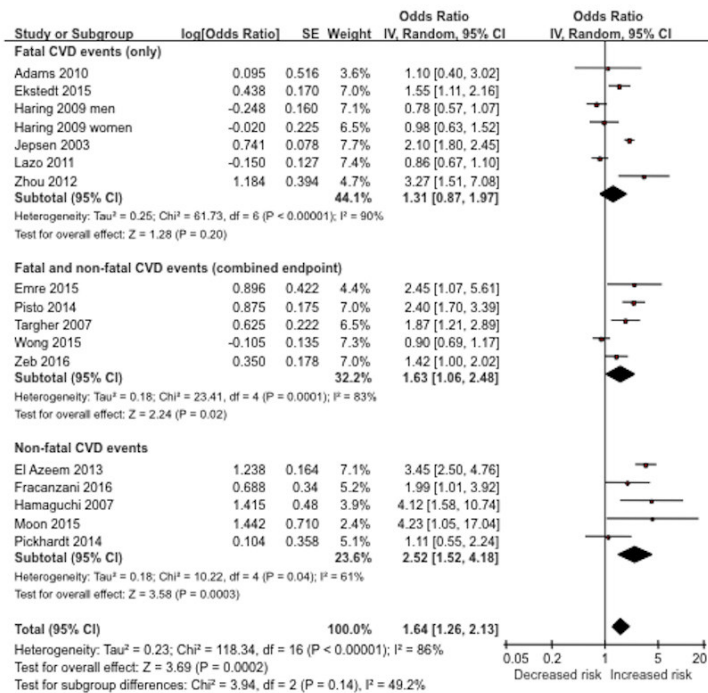 Odds Ratio Odds Ratio
Study or Subgroup log[Odds Ratio] SE Weight IV, Random, 95% CI IV, Random, 95% CI
Fatal CVD events (only)
Adams 2010 0.095 0.516 3.6% 1.10 [0.40, 3.02]
Ekstedt 2015 0.438 0.170 7.0% 1.55 [1.11, 2.16]
Haring 2009 men -0.248 0.160 7.1% 0.78 [0.57, 1.07]
Haring 2009 women -0.020 0.225 6.5% 0.98 [0.63, 1.52]
Jepsen 2003 0.741 0.078 7.7% 2.10 [1.80, 2.45]
Lazo 2011 -0.150 0.127 7.4% 0.86 [0.67, 1.10]
Zhou 2012 1.184 0.394 4.7% 3.27 [1.51, 7.08]
Subtotal (95% CI) 44.1% 1.31 [0.87, 1.97]
Heterogeneity: Tau² = 0.25; Chi² = 61.73, df = 6 (P < 0.00001); I² = 90%
Test for overall effect: Z = 1.28 (P = 0.20)
Fatal and non-fatal CVD events (combined endpoint)
Emre 2015 0.896 0.422 4.4% 2.45 [1.07, 5.61]
Pisto 2014 0.875 0.175 7.0% 2.40 [1.70, 3.39]
Targher 2007 0.625 0.222 6.5% 1.87 [1.21, 2.89]
Wong 2015 -0.105 0.135 7.3% 0.90 [0.69, 1.17]
Zeb 2016 0.350 0.178 7.0% 1.42 [1.00, 2.02]
Subtotal (95% CI) 32.2% 1.63 [1.06, 2.48]
Heterogeneity: Tau² = 0.18; Chi² = 23.41, df = 4 (P = 0.0001); I² = 83%
Test for overall effect: Z = 2.24 (P = 0.02)
Non-fatal CVD events
El Azeem 2013 1.238 0.164 7.1% 3.45 [2.50, 4.76]
Fracanzani 2016 0.688 0.34 5.2% 1.99 [1.01, 3.92]
Hamaguchi 2007 1.415 0.48 3.9% 4.12 [1.58, 10.74]
Moon 2015 1.442 0.710 2.4% 4.23 [1.05, 17.04]
Pickhardt 2014 0.104 0.358 5.1% 1.11 [0.55, 2.24]
Subtotal (95% CI) 23.6% 2.52 [1.52, 4.18]
Heterogeneity: Tau² = 0.18; Chi² = 10.22, df = 4 (P = 0.04); I² = 61%
Test for overall effect: Z = 3.58 (P = 0.0003)
Total (95% CI) 100.0% 1.64 [1.26, 2.13]
Heterogeneity: Tau² = 0.23; Chi² = 118.34, df = 16 (P < 0.00001); I² = 86%
Test for overall effect: Z = 3.69 (P = 0.0002)
Test for subgroup differences: Chi² = 3.94, df = 2 (P = 0.14), I² = 49.2%
0.05 0.2 1 5 20
Decreased risk Increased risk